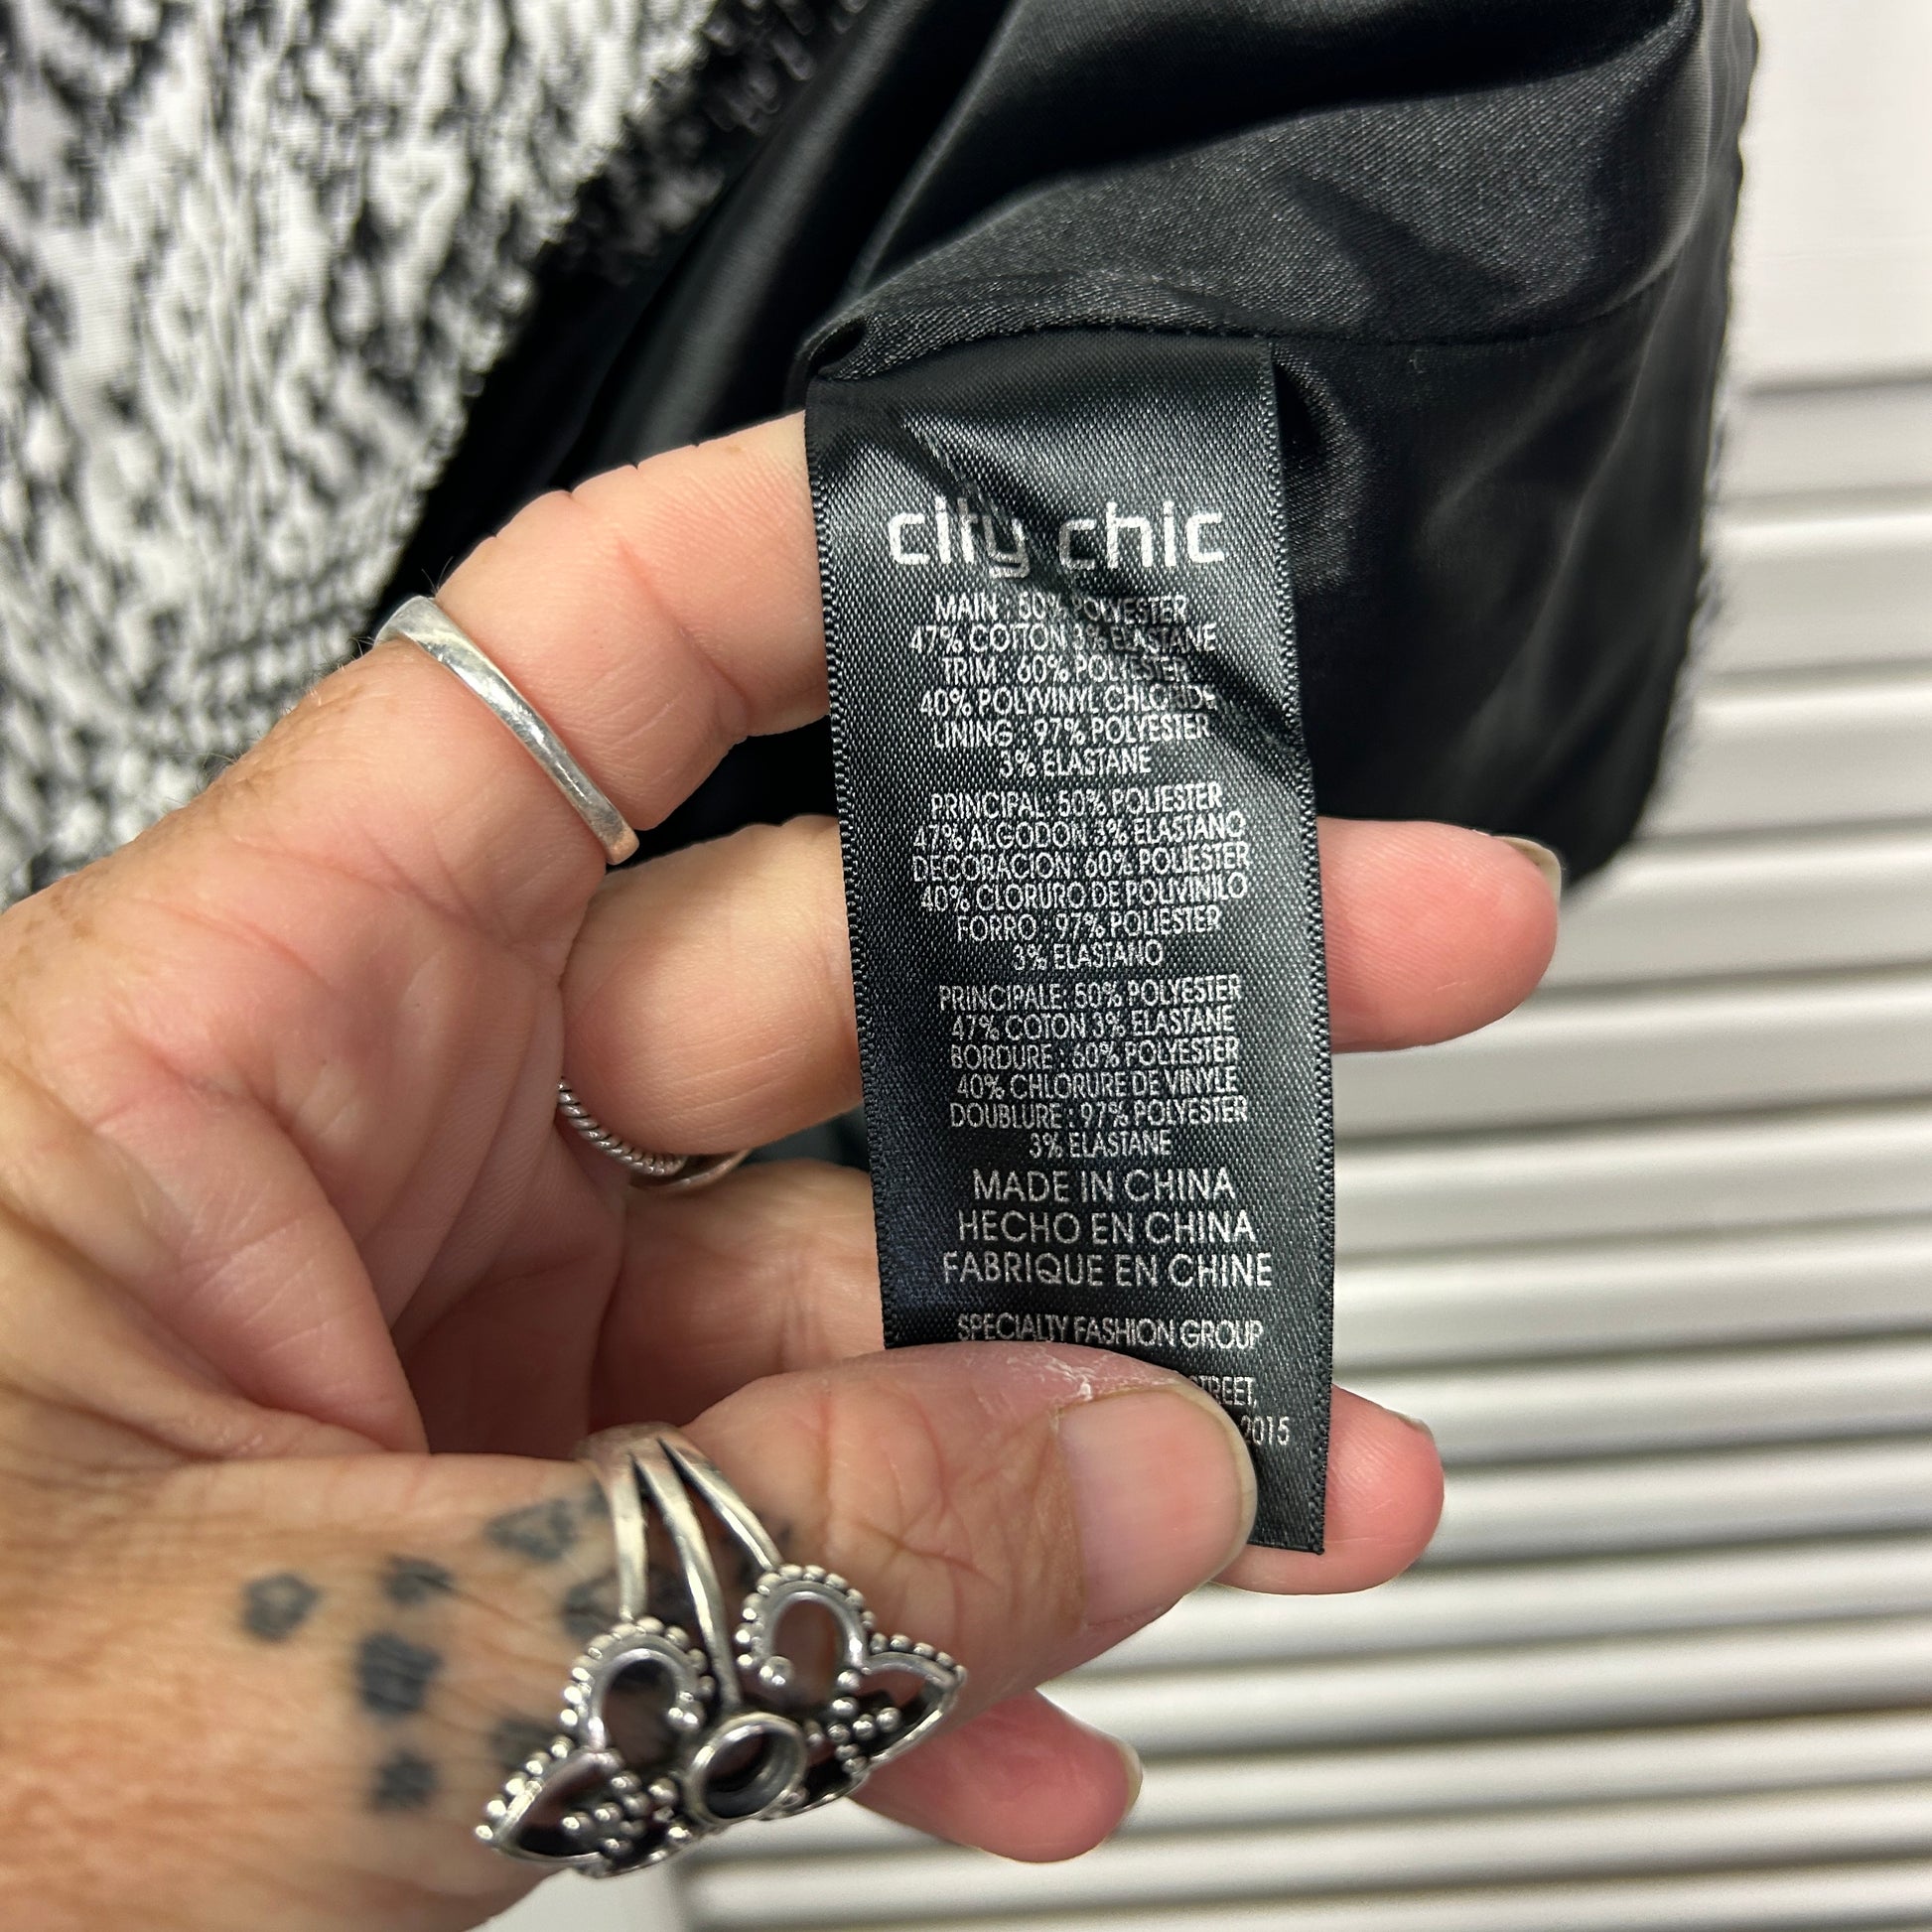 city chic
MAIN : 50% POLYESTER
47% COTTON 3% ELASTANE
TRIM : 60% POLYESTER
40% POLYVINYL CHLORIDE
LINING : 97% POLYESTER
3% ELASTANE
PRINCIPAL: 50% POLIESTER
47% ALGODON 3% ELASTANO
DECORACION: 60% POLIESTER
40% CLORURO DE POLIVINILO
FORRO : 97% POLIESTER
3% ELASTANO
PRINCIPALE: 50% POLYESTER
47% COTON 3% ELASTANE
BORDURE : 60% POLYESTER
40% CHLORURE DE VINYLE
DOUBLURE : 97% POLYESTER
3% ELASTANE
MADE IN CHINA
HECHO EN CHINA
FABRIQUE EN CHINE
SPECIALTY FASHION GROUP
STREET,
2015